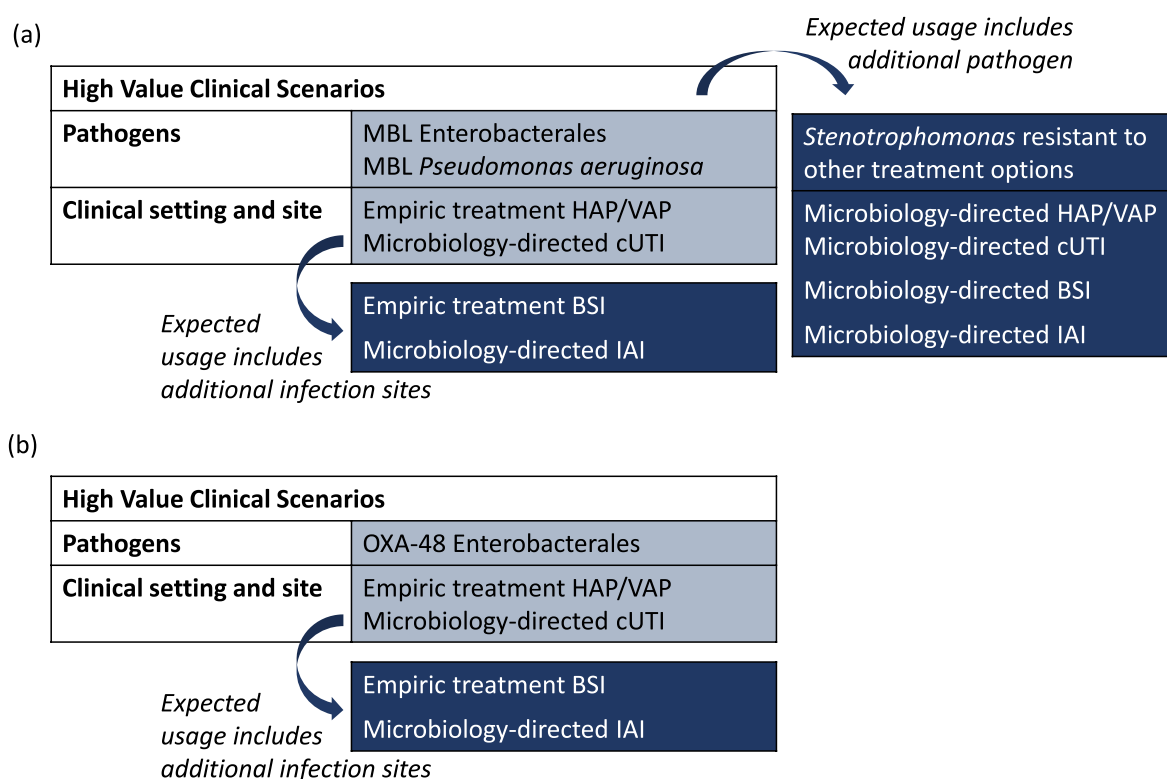 (a)
Expected usage includes
additional pathogen
High Value Clinical Scenarios
Pathogens
MBL Enterobacterales
MBL Pseudomonas aeruginosa
Clinical setting and site
Empiric treatment HAP/VAP
Microbiology-directed cUTI
Stenotrophomonas resistant to
other treatment options
Microbiology-directed HAP/VAP
Microbiology-directed cUTI
Microbiology-directed BSI
Microbiology-directed IAI
Expected
usage includes
additional infection sites
Empiric treatment BSI
Microbiology-directed IAI
(b)
High Value Clinical Scenarios
Pathogens
OXA-48 Enterobacterales
Clinical setting and site
Empiric treatment HAP/VAP
Microbiology-directed cUTI
Expected
usage includes
additional infection sites
Empiric treatment BSI
Microbiology-directed IAI